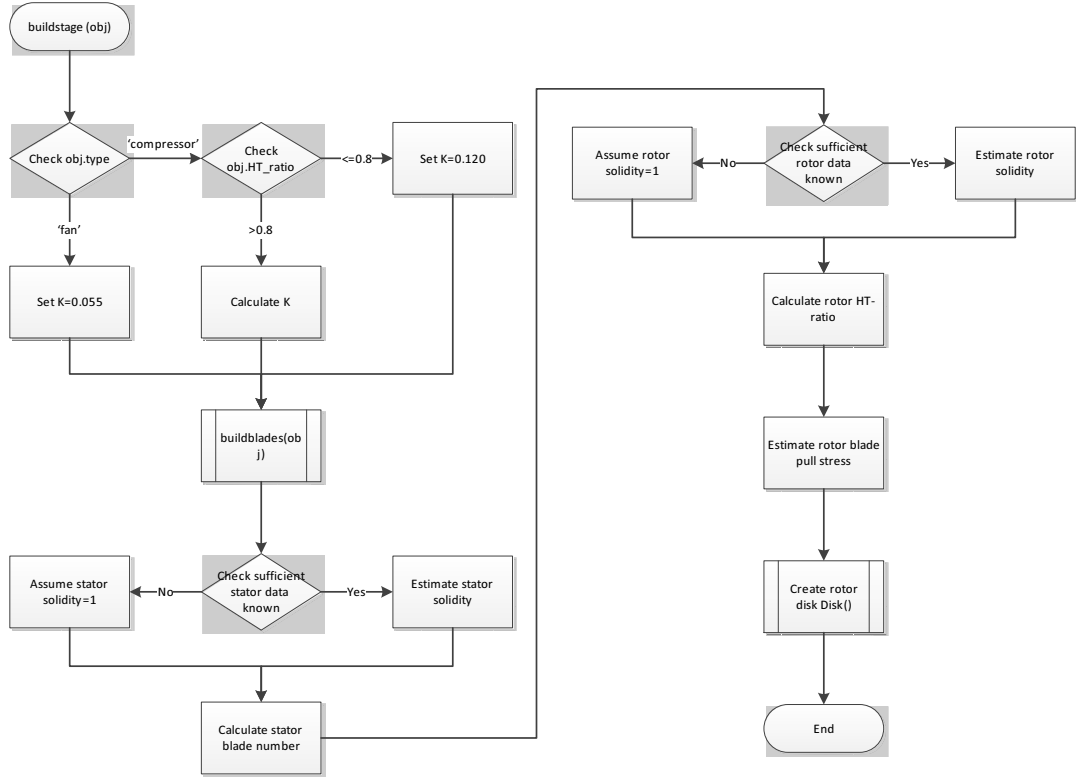 buildstage (obj)
Check obj.type
'compressor'
Check
obj.HT_ratio
<=0.8
Set K=0.120
'fan'
>0.8
Set K=0.055
Calculate K
buildblades(ob
j)
Assume stator
solidity=1
No
Check sufficient
stator data
known
Yes
Estimate stator
solidity
Calculate stator
blade number
Assume rotor
solidity=1
No
Check sufficient
rotor data
known
Yes
Estimate rotor
solidity
Calculate rotor HT-
ratio
Estimate rotor blade
pull stress
Create rotor
disk Disk()
End